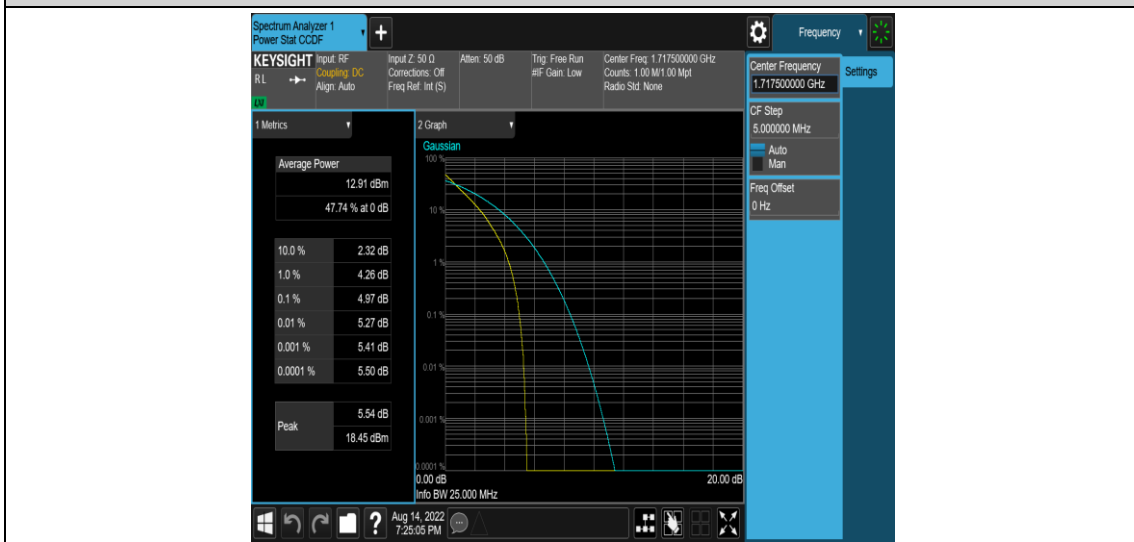 Spectrum Analyzer 1
Power Stat CCDF
+
Frequency
KEYSIGHT
RL
Input: RF
Coupling: DC
Align: Auto
Input Z: 50 Ω
Corrections: Off
Freq Ref: Int (S)
Atten: 50 dB
Trig: Free Run
#IF Gain: Low
Center Freq: 1.717500000 GHz
Counts: 1.00 M/1.00 Mpt
Radio Std: None
Center Frequency
1.717500000 GHz
Settings
CF Step
5.000000 MHz
Auto
Man
Freq Offset
0 Hz
1 Metrics
Average Power
12.91 dBm
47.74 % at 0 dB
10.0 % 2.32 dB
1.0 % 4.26 dB
0.1 % 4.97 dB
0.01 % 5.27 dB
0.001 % 5.41 dB
0.0001 % 5.50 dB
Peak 5.54 dB
18.45 dBm
2 Graph
Gaussian
100 %
10 %
1 %
0.1 %
0.01 %
0.001 %
0.0001 %
0.00 dB 20.00 dB
Info BW 25.000 MHz
?
Aug 14, 2022
7:25:05 PM